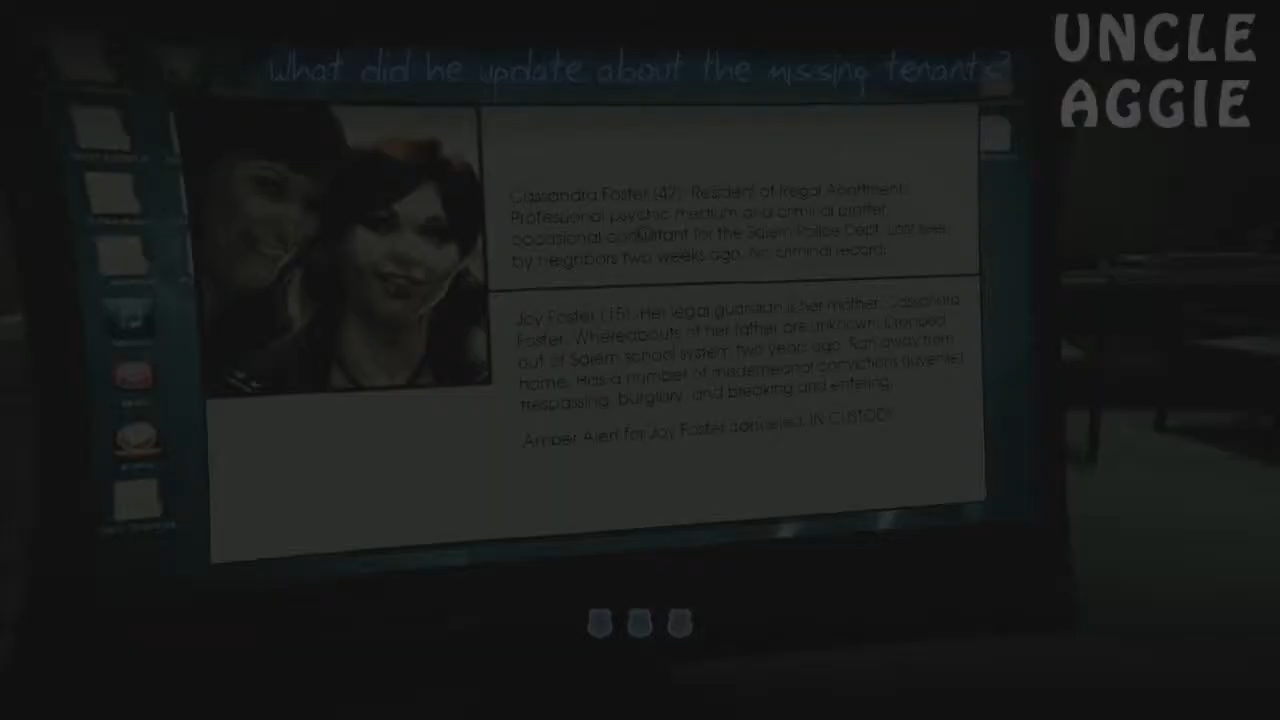 UNCLE
AGGIE
What did he update about the missing tenants?
Cassandra Foster (42). Resident of Iregal Apartments.
Professional psychic medium and criminal profiler,
occasional consultant for the Salem Police Dept. Last seen
by neighbors two weeks ago. No criminal record.
Joy Foster (15). Her legal guardian is her mother, Cassandra
Foster. Whereabouts of her father are unknown. Dropped
out of Salem school system two years ago. Ran away from
home. Has a number of misdemeanor convictions (juvenile)
trespassing, burglary, and breaking and entering.
Amber Alert for Joy Foster canceled. IN CUSTODY